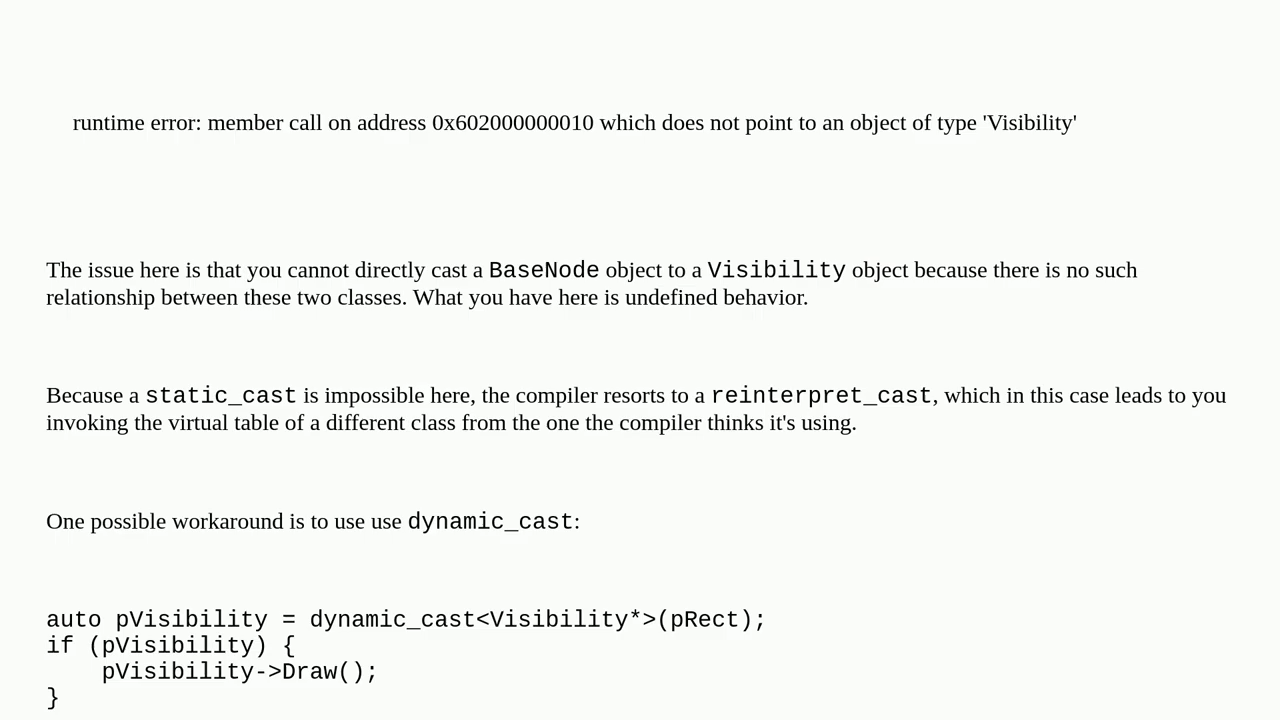 runtime error: member call on address 0x602000000010 which does not point to an object of type 'Visibility'
The issue here is that you cannot directly cast a BaseNode object to a Visibility object because there is no such
relationship between these two classes. What you have here is undefined behavior.
Because a static_cast is impossible here, the compiler resorts to a reinterpret_cast, which in this case leads to you
invoking the virtual table of a different class from the one the compiler thinks it's using.
One possible workaround is to use use dynamic_cast:
auto pVisibility = dynamic_cast<Visibility*>(pRect);
if (pVisibility) {
    pVisibility->Draw();
}